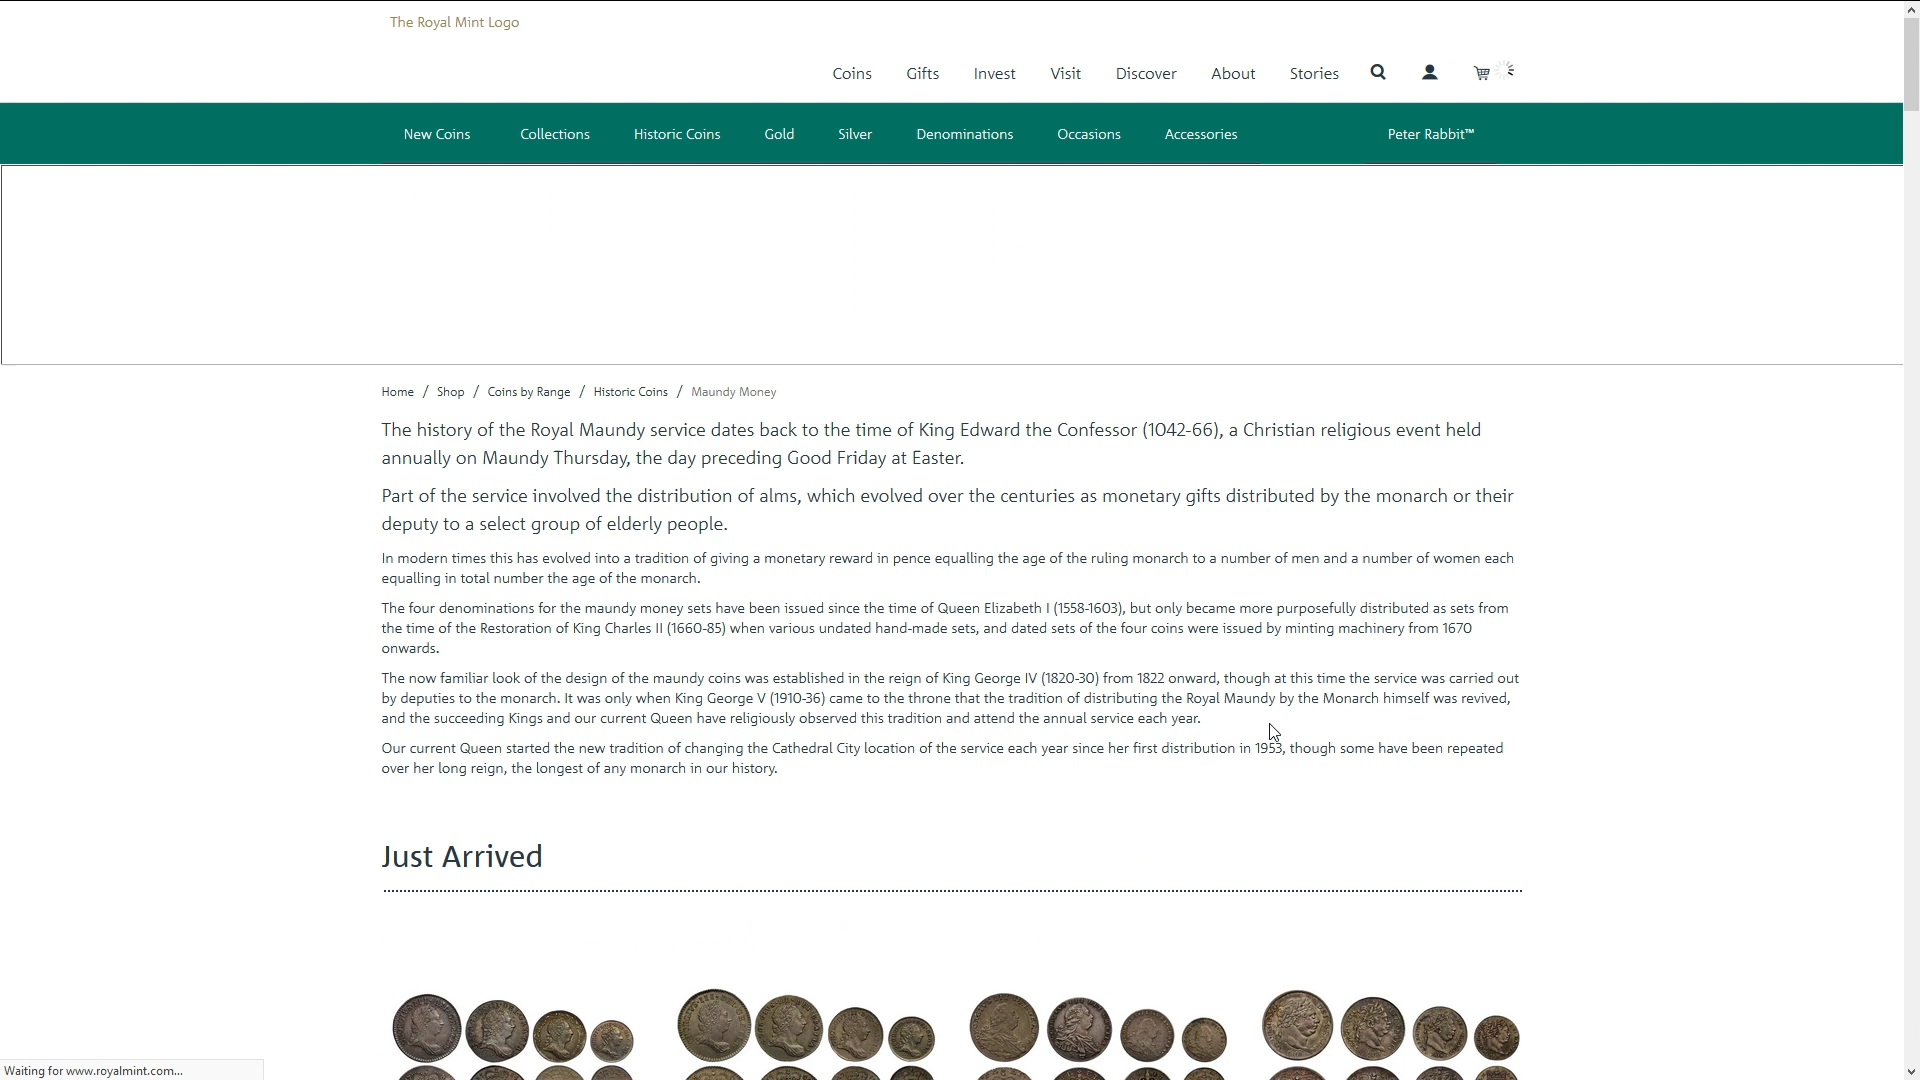 The Royal Mint Logo
Coins Gifts Invest Visit Discover About Stories
New Coins Collections Historic Coins Gold Silver Denominations Occasions Accessories Peter Rabbit™
Home / Shop / Coins by Range / Historic Coins / Maundy Money
The history of the Royal Maundy service dates back to the time of King Edward the Confessor (1042-66), a Christian religious event held
annually on Maundy Thursday, the day preceding Good Friday at Easter.
Part of the service involved the distribution of alms, which evolved over the centuries as monetary gifts distributed by the monarch or their
deputy to a select group of elderly people.
In modern times this has evolved into a tradition of giving a monetary reward in pence equalling the age of the ruling monarch to a number of men and a number of women each
equalling in total number the age of the monarch.
The four denominations for the maundy money sets have been issued since the time of Queen Elizabeth I (1558-1603), but only became more purposefully distributed as sets from
the time of the Restoration of King Charles II (1660-85) when various undated hand-made sets, and dated sets of the four coins were issued by minting machinery from 1670
onwards.
The now familiar look of the design of the maundy coins was established in the reign of King George IV (1820-30) from 1822 onward, though at this time the service was carried out
by deputies to the monarch. It was only when King George V (1910-36) came to the throne that the tradition of distributing the Royal Maundy by the Monarch himself was revived,
and the succeeding Kings and our current Queen have religiously observed this tradition and attend the annual service each year.
Our current Queen started the new tradition of changing the Cathedral City location of the service each year since her first distribution in 1953, though some have been repeated
over her long reign, the longest of any monarch in our history.
Just Arrived
Waiting for www.royalmint.com...